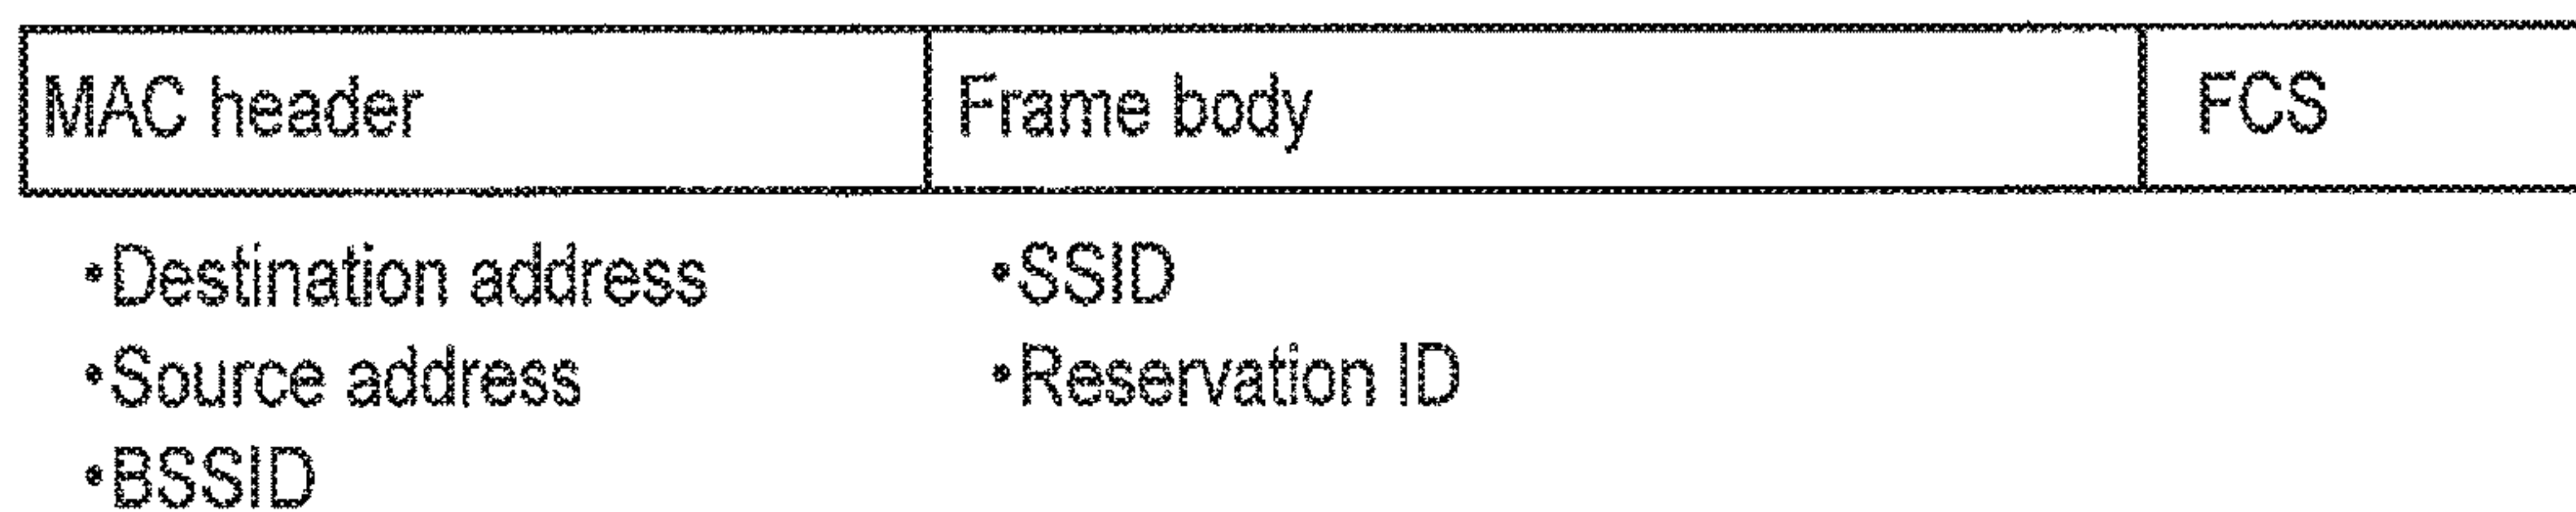 MAC header Frame body FCS
•Destination address •SSID
•Source address •Reservation ID
•BSSID